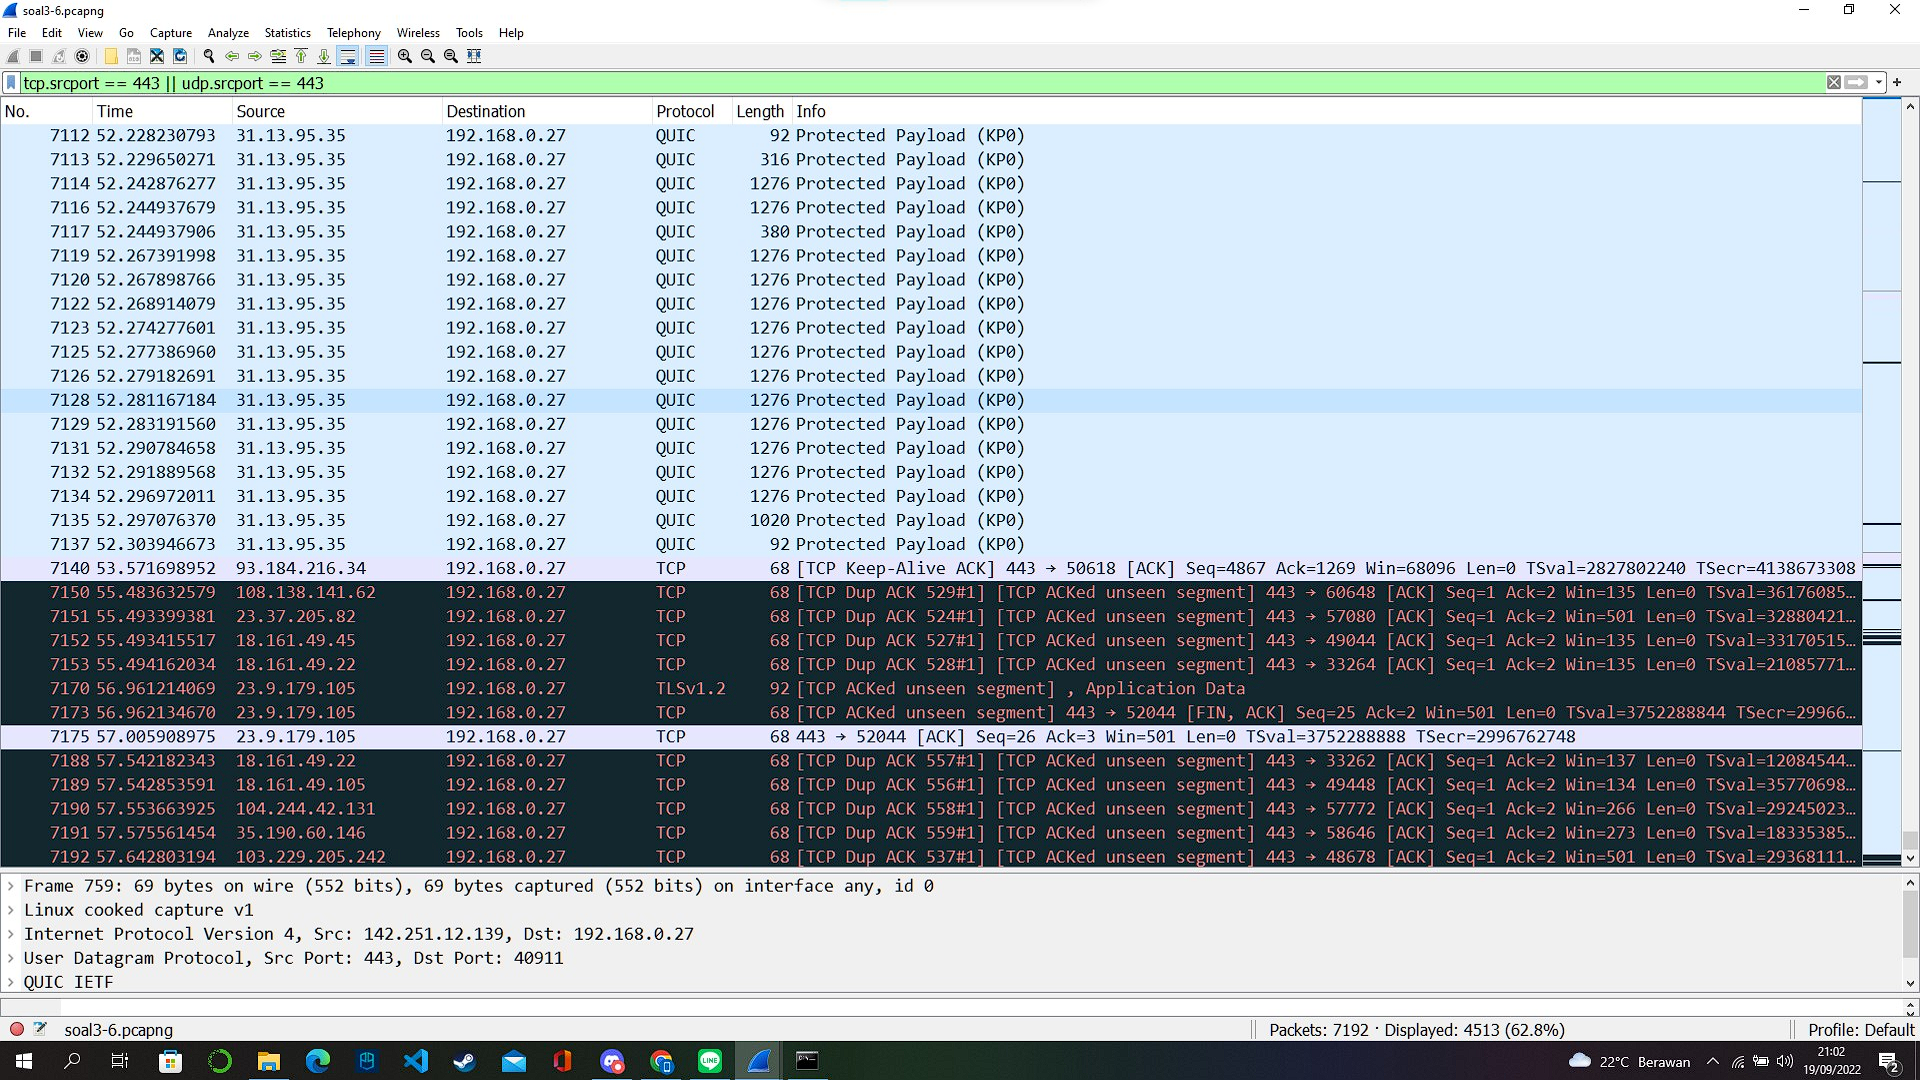 soal3-6.pcapng
File Edit View Go Capture Analyze Statistics Telephony Wireless Tools Help
tcp.srcport == 443 || udp.srcport == 443
No. Time Source Destination Protocol Length Info
7112 52.228230793 31.13.95.35 192.168.0.27 QUIC 92 Protected Payload (KP0)
7113 52.229650271 31.13.95.35 192.168.0.27 QUIC 316 Protected Payload (KP0)
7114 52.242876277 31.13.95.35 192.168.0.27 QUIC 1276 Protected Payload (KP0)
7116 52.244937679 31.13.95.35 192.168.0.27 QUIC 1276 Protected Payload (KP0)
7117 52.244937906 31.13.95.35 192.168.0.27 QUIC 380 Protected Payload (KP0)
7119 52.267391998 31.13.95.35 192.168.0.27 QUIC 1276 Protected Payload (KP0)
7120 52.267898766 31.13.95.35 192.168.0.27 QUIC 1276 Protected Payload (KP0)
7122 52.268914079 31.13.95.35 192.168.0.27 QUIC 1276 Protected Payload (KP0)
7123 52.274277601 31.13.95.35 192.168.0.27 QUIC 1276 Protected Payload (KP0)
7125 52.277386960 31.13.95.35 192.168.0.27 QUIC 1276 Protected Payload (KP0)
7126 52.279182691 31.13.95.35 192.168.0.27 QUIC 1276 Protected Payload (KP0)
7128 52.281167184 31.13.95.35 192.168.0.27 QUIC 1276 Protected Payload (KP0)
7129 52.283191560 31.13.95.35 192.168.0.27 QUIC 1276 Protected Payload (KP0)
7131 52.290784658 31.13.95.35 192.168.0.27 QUIC 1276 Protected Payload (KP0)
7132 52.291889568 31.13.95.35 192.168.0.27 QUIC 1276 Protected Payload (KP0)
7134 52.296972011 31.13.95.35 192.168.0.27 QUIC 1276 Protected Payload (KP0)
7135 52.297076370 31.13.95.35 192.168.0.27 QUIC 1020 Protected Payload (KP0)
7137 52.303946673 31.13.95.35 192.168.0.27 QUIC 92 Protected Payload (KP0)
7140 53.571698952 93.184.216.34 192.168.0.27 TCP 68 [TCP Keep-Alive ACK] 443 → 50618 [ACK] Seq=4867 Ack=1269 Win=68096 Len=0 TSval=2827802240 TSecr=4138673308
7150 55.483632579 108.138.141.62 192.168.0.27 TCP 68 [TCP Dup ACK 529#1] [TCP ACKed unseen segment] 443 → 60648 [ACK] Seq=1 Ack=2 Win=135 Len=0 TSval=36176085…
7151 55.493399381 23.37.205.82 192.168.0.27 TCP 68 [TCP Dup ACK 524#1] [TCP ACKed unseen segment] 443 → 57080 [ACK] Seq=1 Ack=2 Win=501 Len=0 TSval=32880421…
7152 55.493415517 18.161.49.45 192.168.0.27 TCP 68 [TCP Dup ACK 527#1] [TCP ACKed unseen segment] 443 → 49044 [ACK] Seq=1 Ack=2 Win=135 Len=0 TSval=33170515…
7153 55.494162034 18.161.49.22 192.168.0.27 TCP 68 [TCP Dup ACK 528#1] [TCP ACKed unseen segment] 443 → 33264 [ACK] Seq=1 Ack=2 Win=135 Len=0 TSval=21085771…
7170 56.961214069 23.9.179.105 192.168.0.27 TLSv1.2 92 [TCP ACKed unseen segment] , Application Data
7173 56.962134670 23.9.179.105 192.168.0.27 TCP 68 [TCP ACKed unseen segment] 443 → 52044 [FIN, ACK] Seq=25 Ack=2 Win=501 Len=0 TSval=3752288844 TSecr=29966…
7175 57.005908975 23.9.179.105 192.168.0.27 TCP 68 443 → 52044 [ACK] Seq=26 Ack=3 Win=501 Len=0 TSval=3752288888 TSecr=2996762748
7188 57.542182343 18.161.49.22 192.168.0.27 TCP 68 [TCP Dup ACK 557#1] [TCP ACKed unseen segment] 443 → 33262 [ACK] Seq=1 Ack=2 Win=137 Len=0 TSval=12084544…
7189 57.542853591 18.161.49.105 192.168.0.27 TCP 68 [TCP Dup ACK 556#1] [TCP ACKed unseen segment] 443 → 49448 [ACK] Seq=1 Ack=2 Win=134 Len=0 TSval=35770698…
7190 57.553663925 104.244.42.131 192.168.0.27 TCP 68 [TCP Dup ACK 558#1] [TCP ACKed unseen segment] 443 → 57772 [ACK] Seq=1 Ack=2 Win=266 Len=0 TSval=29245023…
7191 57.575561454 35.190.60.146 192.168.0.27 TCP 68 [TCP Dup ACK 559#1] [TCP ACKed unseen segment] 443 → 58646 [ACK] Seq=1 Ack=2 Win=273 Len=0 TSval=18335385…
7192 57.642803194 103.229.205.242 192.168.0.27 TCP 68 [TCP Dup ACK 537#1] [TCP ACKed unseen segment] 443 → 48678 [ACK] Seq=1 Ack=2 Win=501 Len=0 TSval=29368111…
Frame 759: 69 bytes on wire (552 bits), 69 bytes captured (552 bits) on interface any, id 0
Linux cooked capture v1
Internet Protocol Version 4, Src: 142.251.12.139, Dst: 192.168.0.27
User Datagram Protocol, Src Port: 443, Dst Port: 40911
QUIC IETF
soal3-6.pcapng Packets: 7192 · Displayed: 4513 (62.8%) Profile: Default
22°C Berawan
21:02
19/09/2022
2
LINE